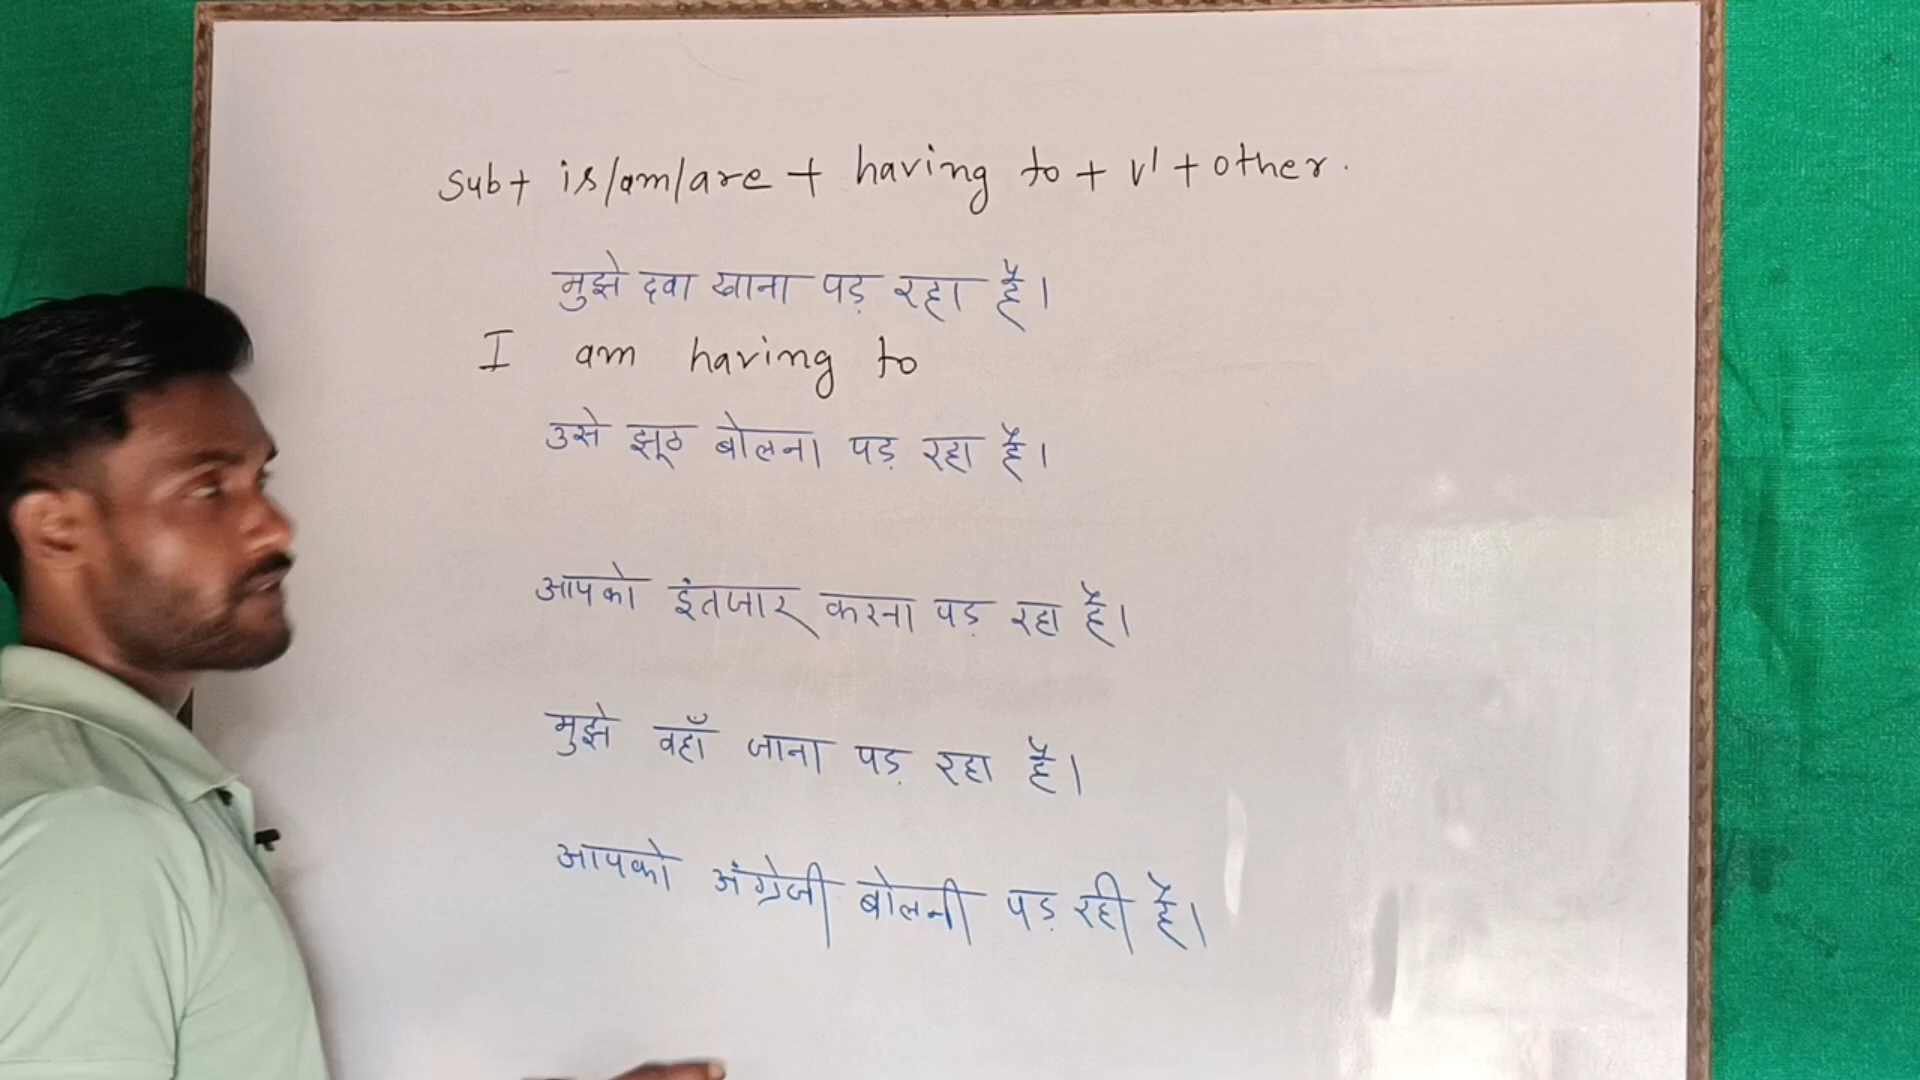 Sub+ is/am/are + having to + v1 + other.
मुझे दवा खाना पड़ रहा है।
I am having to
उसे झूठ बोलना पड़ रहा है।
आपको इंतजार करना पड़ रहा है।
मुझे वहाँ जाना पड़ रहा है।
आपको अंग्रेजी बोलनी पड़ रही है।